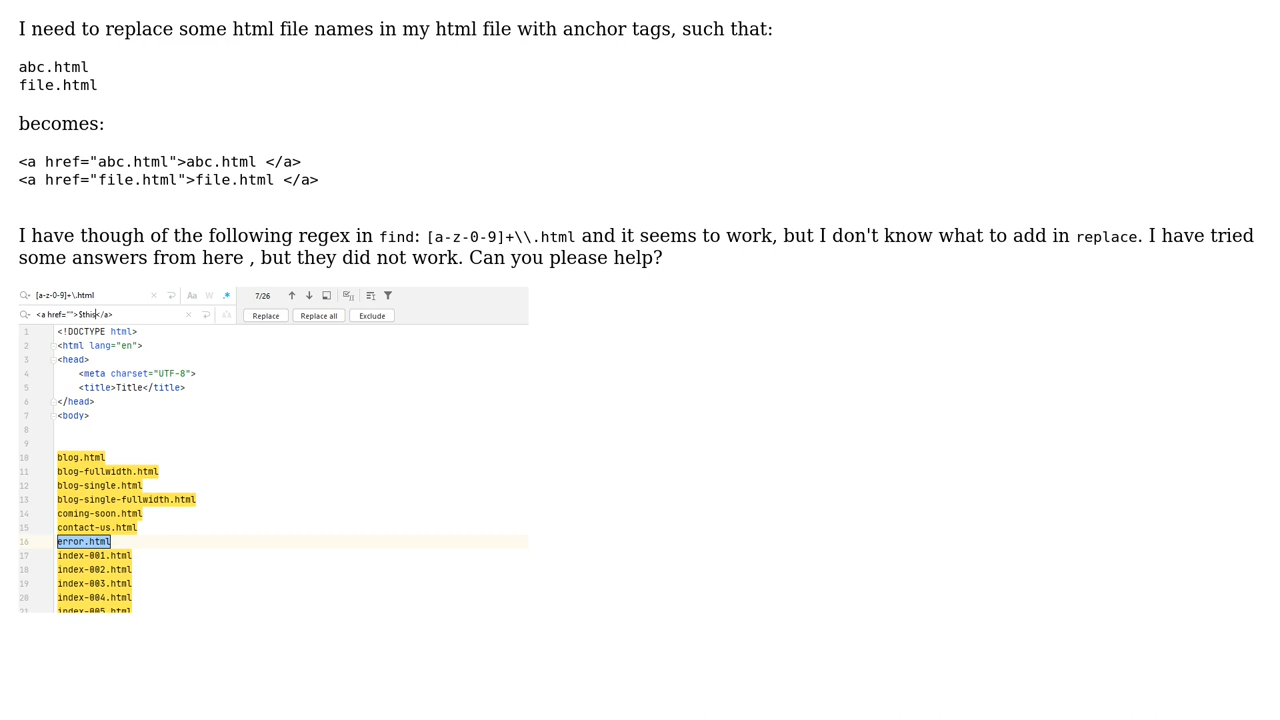 I need to replace some html file names in my html file with anchor tags, such that:
abc.html
file.html
becomes:
<a href="abc.html">abc.html </a>
<a href="file.html">file.html </a>
I have though of the following regex in find: [a-z-0-9]+\\.html and it seems to work, but I don't know what to add in replace. I have tried
some answers from here , but they did not work. Can you please help?
[a-z-0-9]+\.html × Aa W .* 7/26
<a href="">$this</a> × Replace Replace all Exclude
1 <!DOCTYPE html>
2 <html lang="en">
3 <head>
4 <meta charset="UTF-8">
5 <title>Title</title>
6 </head>
7 <body>
8
9
10 blog.html
11 blog-fullwidth.html
12 blog-single.html
13 blog-single-fullwidth.html
14 coming-soon.html
15 contact-us.html
16 error.html
17 index-001.html
18 index-002.html
19 index-003.html
20 index-004.html
21 index-005.html